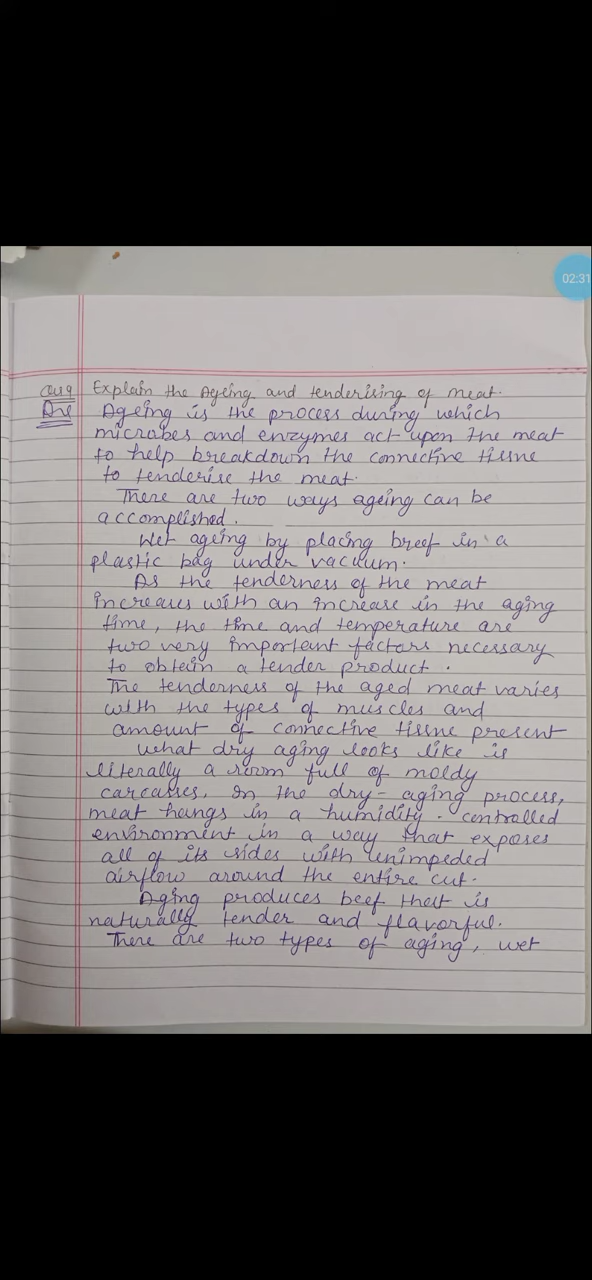 02:31
Que 9 Explain the Ageing and tenderising of meat.
Ans Ageing is the process during which
microbes and enzymes act upon the meat
to help breakdown the connective tissue
to tenderise the meat.
There are two ways ageing can be
accomplished.
Wet ageing by placing breef in a
plastic bag under vaccum.
As the tenderness of the meat
increases with an increase in the aging
time, the time and temperature are
two very important factors necessary
to obtain a tender product.
The tenderness of the aged meat varies
with the types of muscles and
amount of connective tissue present
what dry aging looks like is
literally a room full of moldy
carcasses. In the dry-aging process,
meat hangs in a humidity-controlled
environment in a way that exposes
all of its sides with unimpeded
airflow around the entire cut.
Aging produces beef that is
naturally tender and flavorful.
There are two types of aging, wet